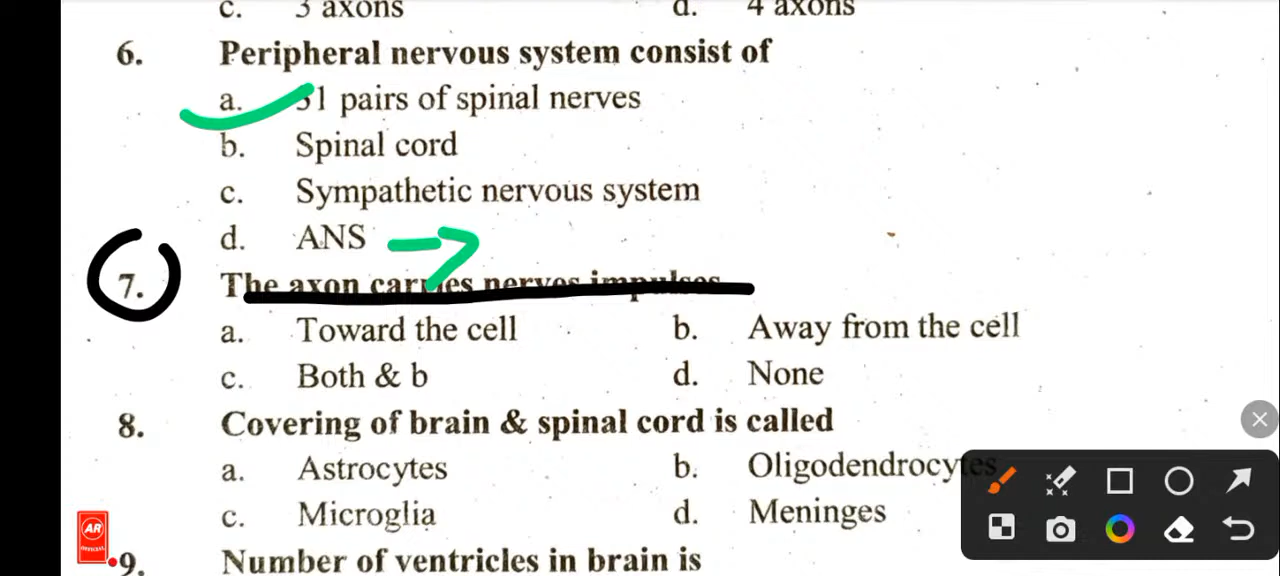 c. 3 axons d. 4 axons
6. Peripheral nervous system consist of
a. 31 pairs of spinal nerves
b. Spinal cord
c. Sympathetic nervous system
d. ANS
7. The axon carries nerves impulses
a. Toward the cell b. Away from the cell
c. Both & b d. None
8. Covering of brain & spinal cord is called
a. Astrocytes b. Oligodendrocytes
c. Microglia d. Meninges
AR
OFFICIAL
9. Number of ventricles in brain is